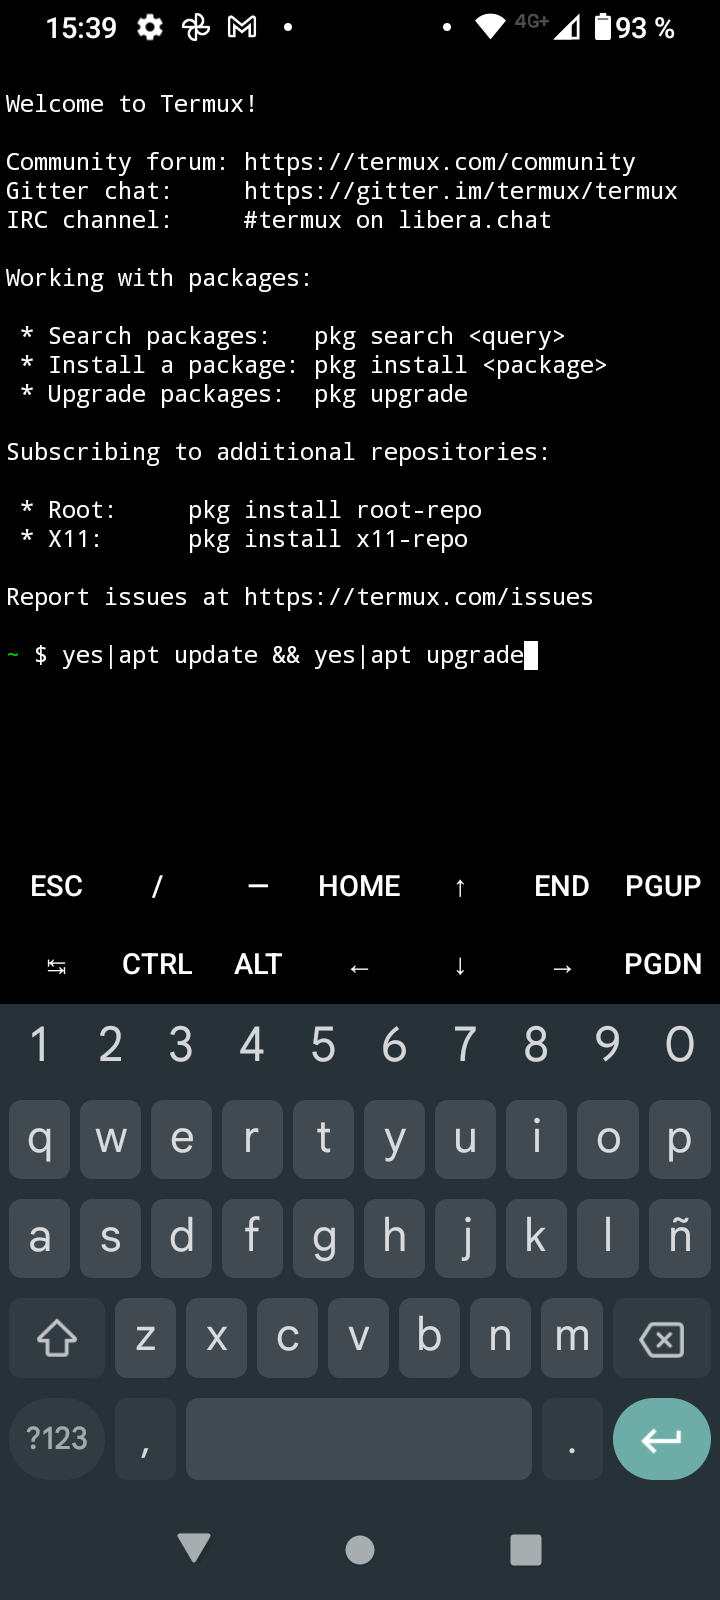 15:39 4G+ 93 %
Welcome to Termux!
Community forum: https://termux.com/community
Gitter chat:     https://gitter.im/termux/termux
IRC channel:     #termux on libera.chat
Working with packages:
 * Search packages:   pkg search <query>
 * Install a package: pkg install <package>
 * Upgrade packages:  pkg upgrade
Subscribing to additional repositories:
 * Root:     pkg install root-repo
 * X11:      pkg install x11-repo
Report issues at https://termux.com/issues
~ $ yes|apt update && yes|apt upgrade
ESC / — HOME ↑ END PGUP
↹ CTRL ALT ← ↓ → PGDN
1 2 3 4 5 6 7 8 9 0
q w e r t y u i o p
a s d f g h j k l ñ
z x c v b n m
?123 , .